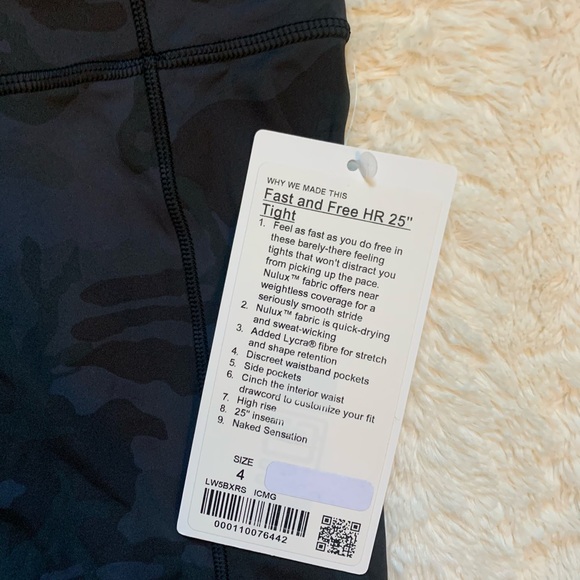 WHY WE MADE THIS
Fast and Free HR 25"
Tight
1. Feel as fast as you do free in
these barely-there feeling
tights that won't distract you
from picking up the pace.
Nulux™ fabric offers near
weightless coverage for a
seriously smooth stride
2. Nulux™ fabric is quick-drying
and sweat-wicking
3. Added Lycra® fibre for stretch
and shape retention
4. Discreet waistband pockets
5. Side pockets
6. Cinch the interior waist
drawcord to customize your fit
7. High rise
8. 25" inseam
9. Naked Sensation
SIZE
4
LW5BXRS ICMG
000110076442